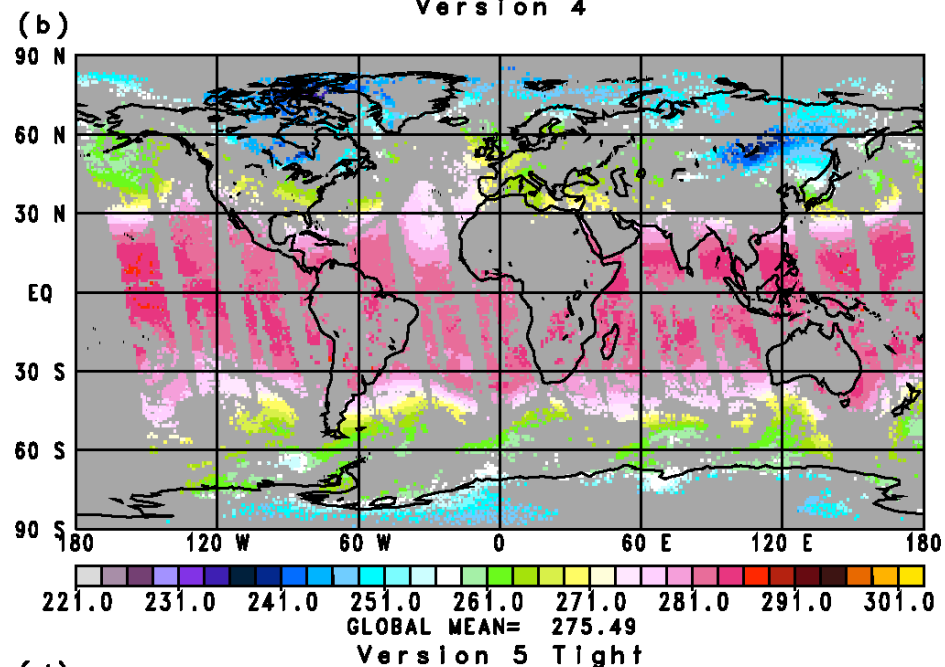 Version 4
(b)
90 N
60 N
30 N
EQ
30 S
60 S
90 S
180 120 W 60 W 0 60 E 120 E 180
221.0 231.0 241.0 251.0 261.0 271.0 281.0 291.0 301.0
GLOBAL MEAN= 275.49
Version 5 Tight